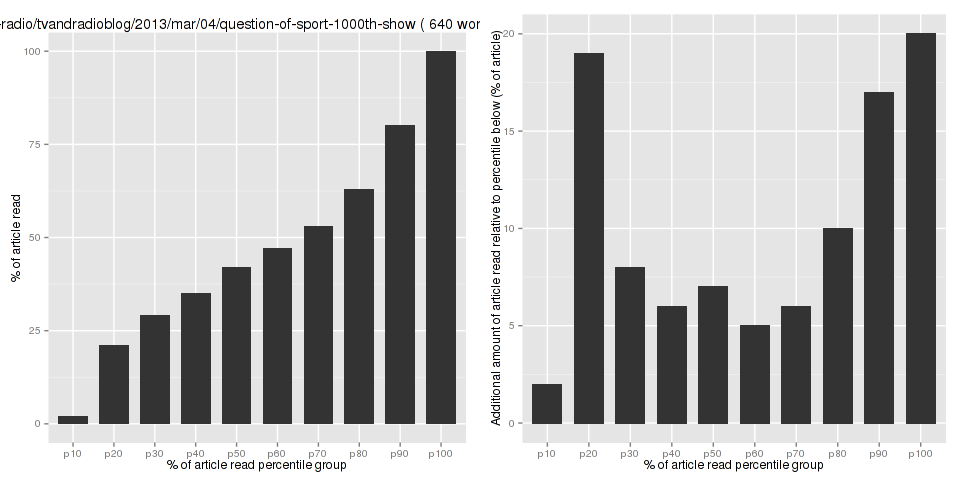 -radio/tvandradioblog/2013/mar/04/question-of-sport-1000th-show ( 640 wor
% of article read
100
75
50
25
0
p10 p20 p30 p40 p50 p60 p70 p80 p90 p100
% of article read percentile group
Additional amount of article read relative to percentile below (% of article)
20
15
10
5
0
p10 p20 p30 p40 p50 p60 p70 p80 p90 p100
% of article read percentile group